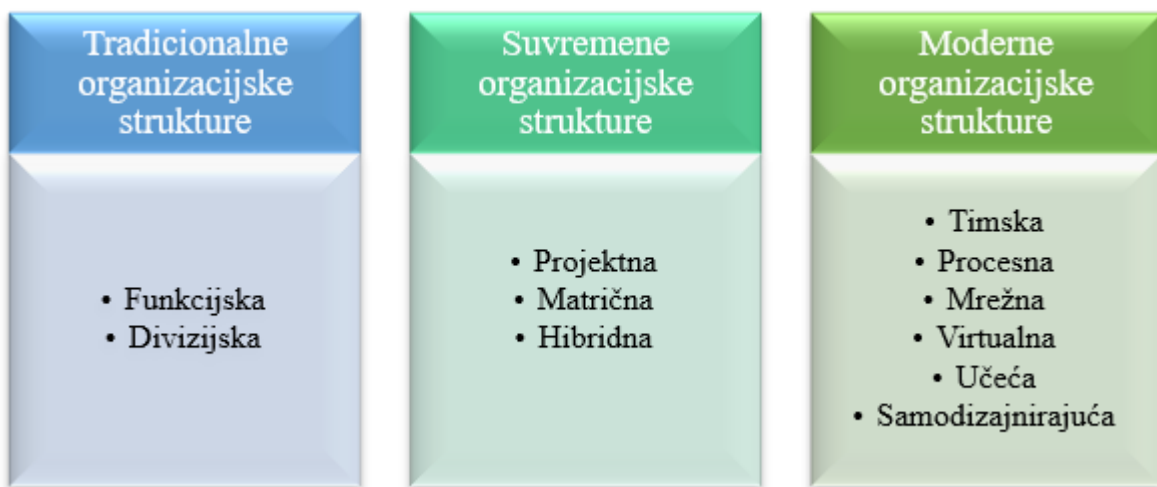 Tradicionalne
organizacijske
strukture
• Funkcijska
• Divizijska
Suvremene
organizacijske
strukture
• Projektna
• Matrična
• Hibridna
Moderne
organizacijske
strukture
• Timska
• Procesna
• Mrežna
• Virtualna
• Učeća
• Samodizajnirajuća